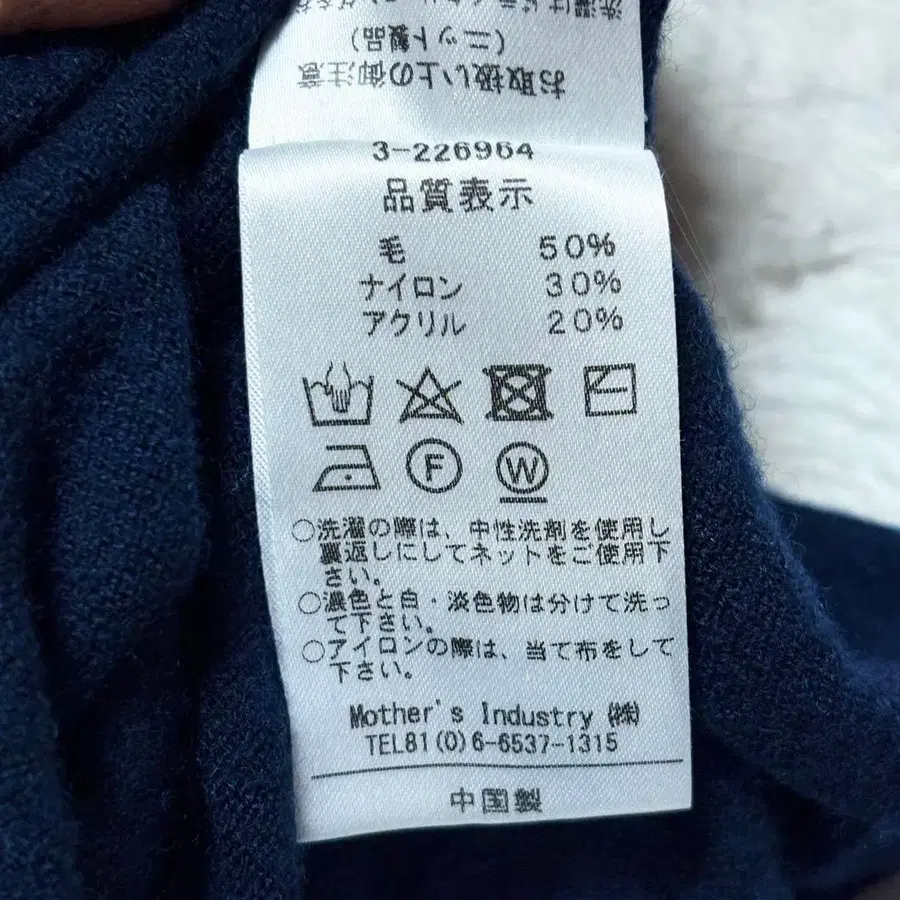 お取扱い上の御注意
(ニット製品)
3-226964
品質表示
毛 50%
ナイロン 30%
アクリル 20%
F W
○洗濯の際は、中性洗剤を使用し
裏返しにしてネットをご使用下
さい。
○濃色と白・淡色物は分けて洗っ
て下さい。
○アイロンの際は、当て布をして
下さい。
Mother's Industry ㈱
TEL81(0)6-6537-1315
中国製